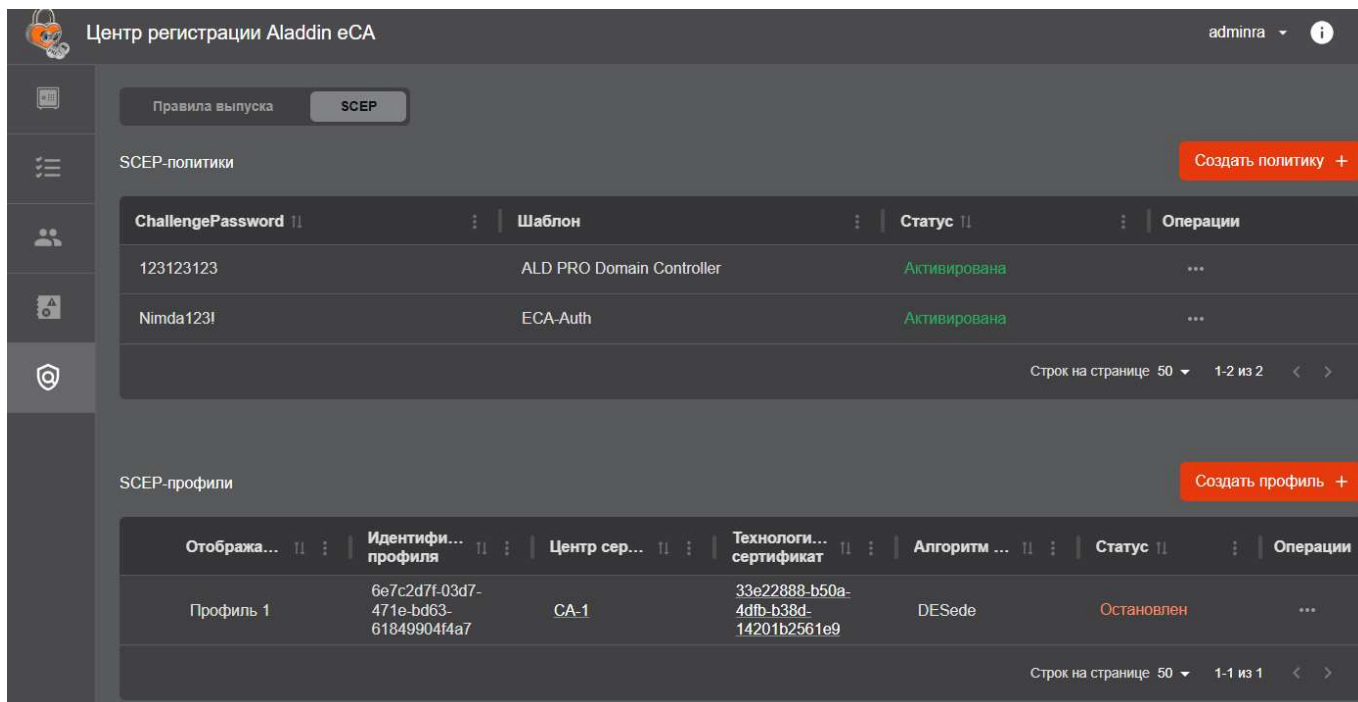 Центр регистрации Aladdin eCA
adminra
Правила выпуска
SCEP
SCEP-политики
Создать политику +
ChallengePassword
Шаблон
Статус
Операции
123123123
ALD PRO Domain Controller
Активирована
Nimda123!
ECA-Auth
Активирована
Строк на странице 50
1-2 из 2
SCEP-профили
Создать профиль +
Отобража...
Идентифи...
профиля
Центр сер...
Технологи...
сертификат
Алгоритм ...
Статус
Операции
Профиль 1
6e7c2d7f-03d7-
471e-bd63-
61849904f4a7
CA-1
33e22888-b50a-
4dfb-b38d-
14201b2561e9
DESede
Остановлен
Строк на странице 50
1-1 из 1